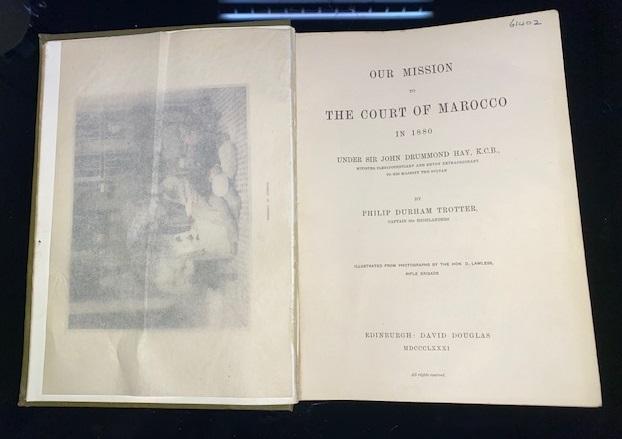 61402
OUR MISSION
TO
THE COURT OF MAROCCO
IN 1880
UNDER SIR JOHN DRUMMOND HAY, K.C.B.,
MINISTER PLENIPOTENTIARY AND ENVOY EXTRAORDINARY
TO HIS MAJESTY THE SULTAN
BY
PHILIP DURHAM TROTTER,
CAPTAIN 93D HIGHLANDERS
ILLUSTRATED FROM PHOTOGRAPHS BY THE HON. D. LAWLESS,
RIFLE BRIGADE
EDINBURGH: DAVID DOUGLAS
MDCCCLXXXI
All rights reserved.